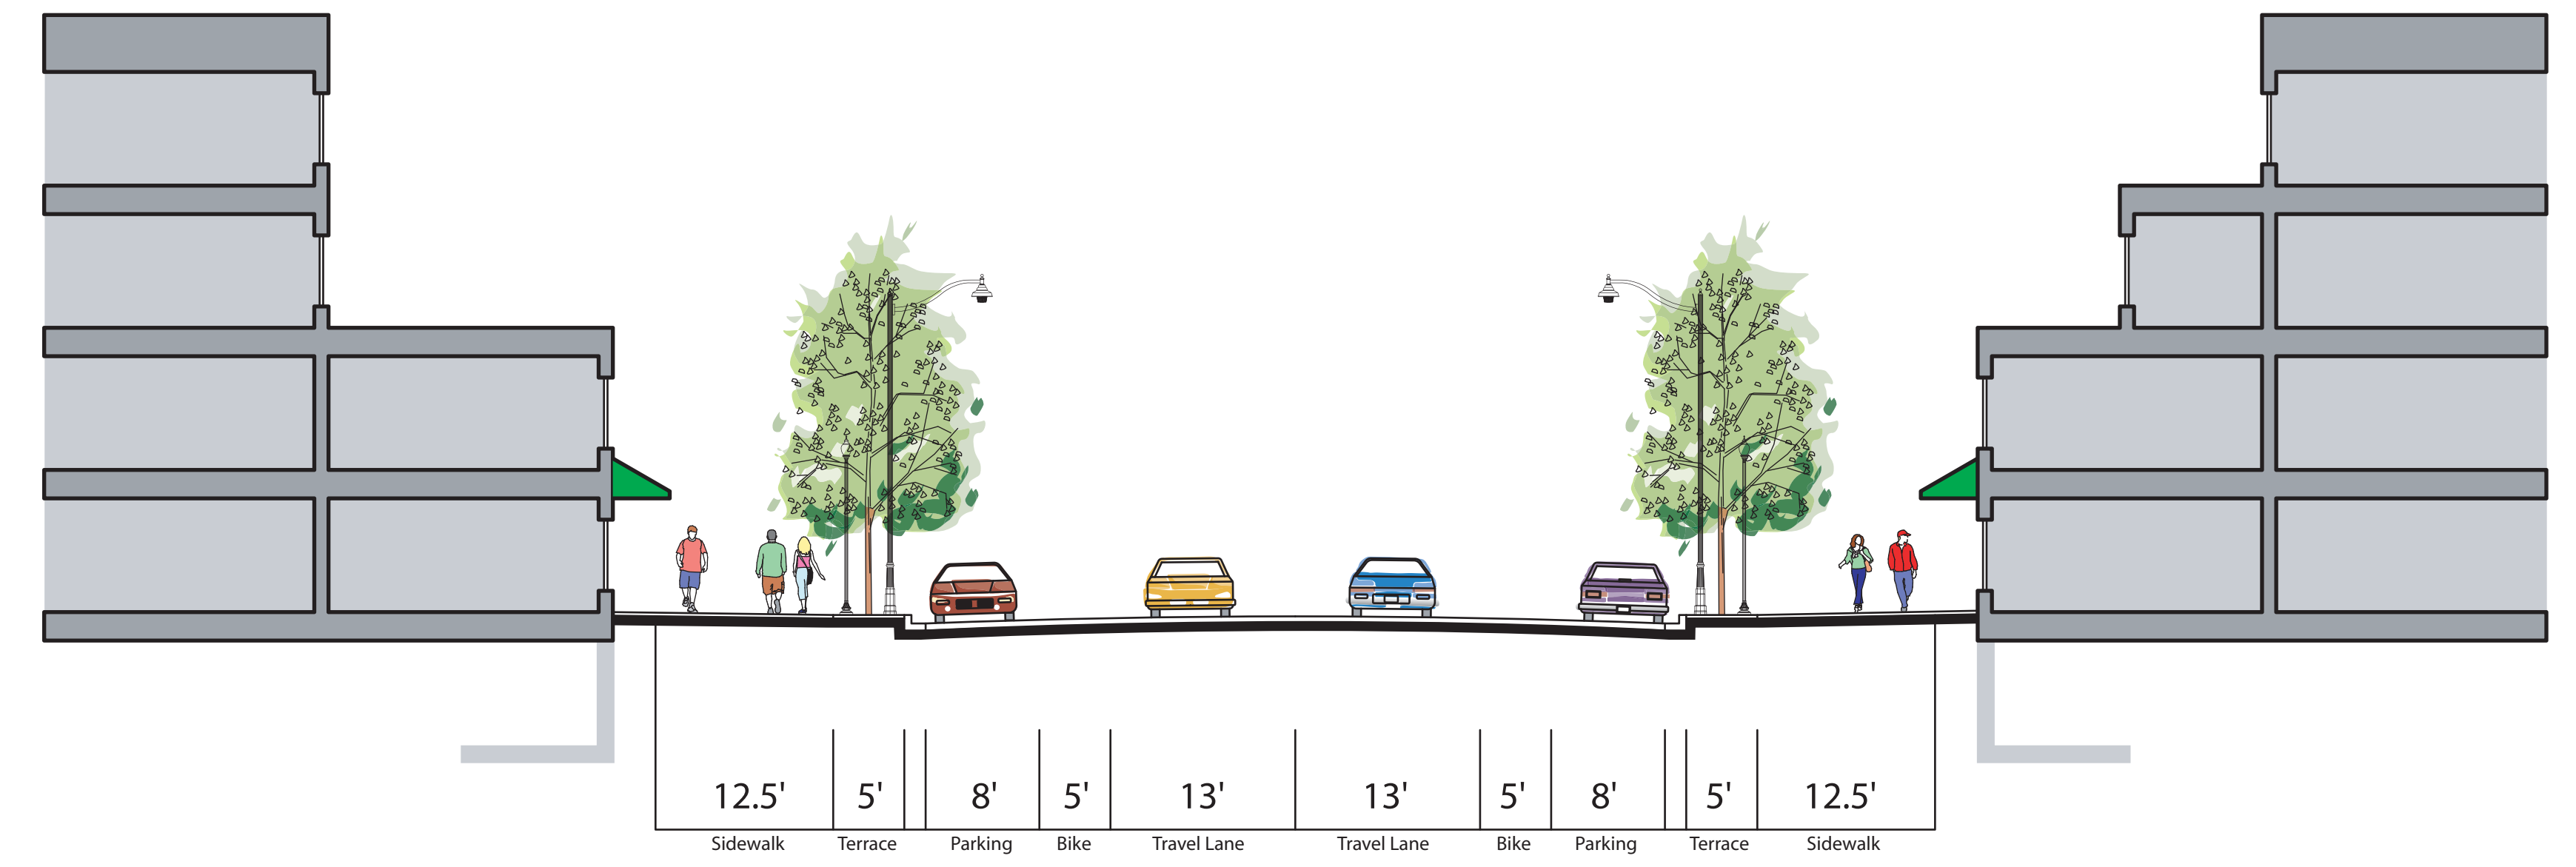 12.5' 5' 8' 5' 13' 13' 5' 8' 5' 12.5'
Sidewalk Terrace Parking Bike Travel Lane Travel Lane Bike Parking Terrace Sidewalk